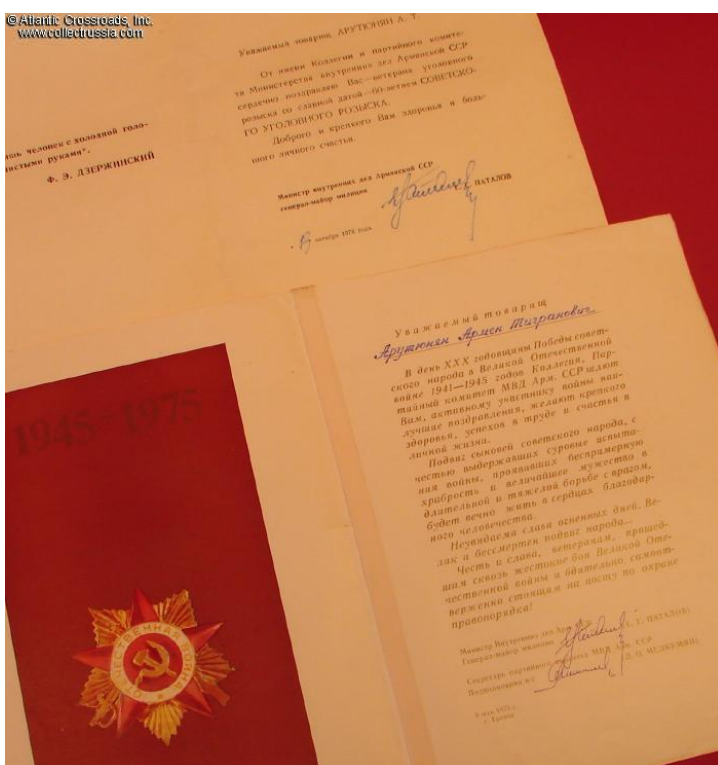 © Atlantic Crossroads, Inc.
www.collectrussia.com
Уважаемый товарищ АРУТЮНЯН А. Т.
От имени Коллегии и партийного комите-
та Министерства внутренних дел Армянской ССР
сердечно поздравляю Вас—ветерана уголовного
розыска со славной датой—60-летием СОВЕТСКО-
ГО УГОЛОВНОГО РОЗЫСКА.
Доброго и крепкого Вам здоровья и боль-
шого личного счастья.
Министр внутренних дел Армянской ССР
генерал-майор милиции ПАТАЛОВ
октября 1978 года
ишь человек с холодной голо-
чистыми руками".
Ф. Э. ДЗЕРЖИНСКИЙ
1945–1975
ОТЕЧЕСТВЕННАЯ ВОЙНА
Уважаемый товарищ
Арутюнян Армен Тигранович
В день XXX годовщины Победы совет-
ского народа в Великой Отечественной
войне 1941—1945 годов Коллегия, Пар-
тийный комитет МВД Арм. ССР шлют
Вам, активному участнику войны наи-
лучшие поздравления, желают крепкого
здоровья, успехов в труде и счастья в
личной жизни.
Подвиг сыновей советского народа, с
честью выдержавших суровые испыта-
ния войны, проявивших беспримерную
храбрость и величайшее мужество в
длительной и тяжелой борьбе с врагом,
будет вечно жить в сердцах благодар-
ного человечества.
Неувядаема слава огненных дней. Ве-
лик и бессмертен подвиг народа...
Честь и слава, ветеранам, прошед-
шим сквозь жестокие бои Великой Оте-
чественной войны и бдительно, самоот-
верженно стоящим на посту по охране
правопорядка!
Министр Внутренних дел Арм.
Генерал-майор милиции ПАТАЛОВ)
Секретарь партийного МВД Арм. ССР
МЕЛКУМЯН)
9 мая 1975 г.
г. Ереван